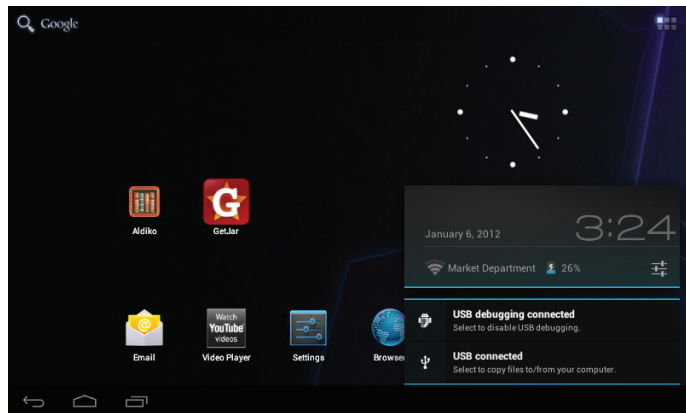 Google
Aldiko
G
GetJar
January 6, 2012
3:24
Market Department
26%
USB debugging connected
Select to disable USB debugging.
USB connected
Select to copy files to/from your computer.
@
Email
Watch
YouTube
videos
Video Player
Settings
Browser